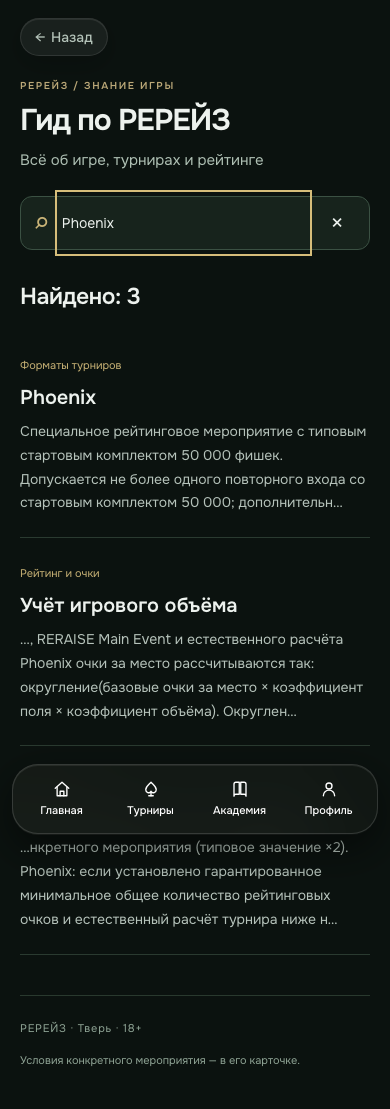 ← Назад
РЕРЕЙЗ / ЗНАНИЕ ИГРЫ
Гид по РЕРЕЙЗ
Всё об игре, турнирах и рейтинге
Phoenix ✕
Найдено: 3
Форматы турниров
Phoenix
Специальное рейтинговое мероприятие с типовым
стартовым комплектом 50 000 фишек.
Допускается не более одного повторного входа со
стартовым комплектом 50 000; дополнительн…
Рейтинг и очки
Учёт игрового объёма
…, RERAISE Main Event и естественного расчёта
Phoenix очки за место рассчитываются так:
округление(базовые очки за место × коэффициент
поля × коэффициент объёма). Округлен…
Главная Турниры Академия Профиль
…нкретного мероприятия (типовое значение ×2).
Phoenix: если установлено гарантированное
минимальное общее количество рейтинговых
очков и естественный расчёт турнира ниже н…
РЕРЕЙЗ · Тверь · 18+
Условия конкретного мероприятия — в его карточке.